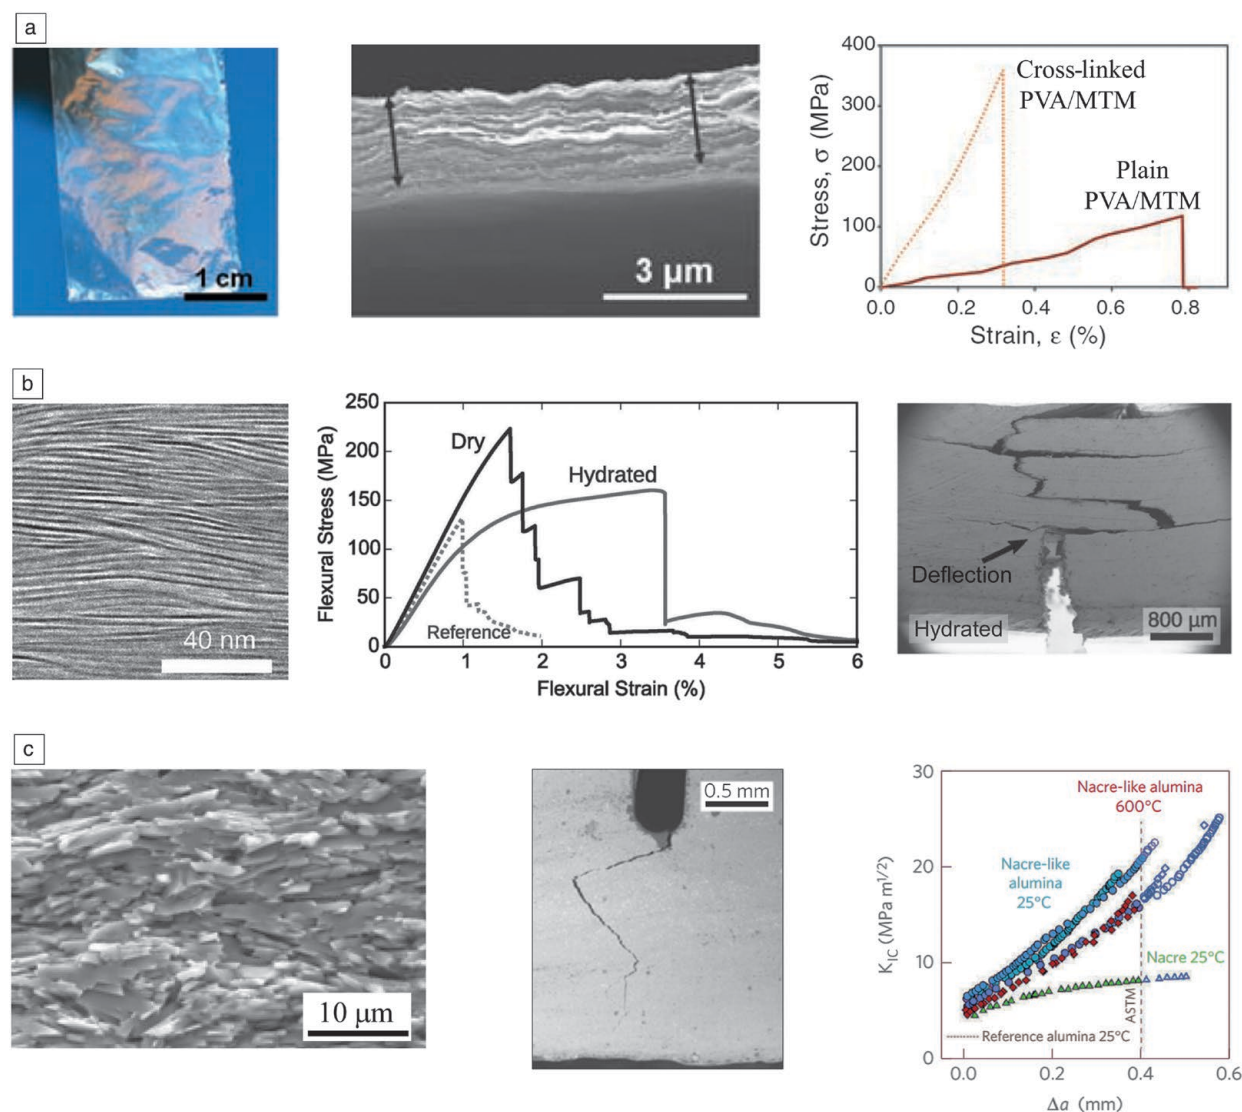 a
1 cm
3 µm
400
300
100
0
0.0
0.2
0.4
0.6
0.8
Stress, σ (MPa)
Strain, ε (%)
Cross-linked
PVA/MTM
Plain
PVA/MTM
b
40 nm
250
200
150
100
50
0
0
1
2
3
4
5
6
Flexural Stress (MPa)
Flexural Strain (%)
Dry
Hydrated
Reference
Deflection
Hydrated
800 µm
c
10 µm
0.5 mm
30
20
10
0
0.0
0.2
0.4
0.6
K_IC (MPa m^1/2)
Δa (mm)
Nacre-like alumina
600°C
Nacre-like
alumina
25°C
Nacre 25°C
ASTM
Reference alumina 25°C